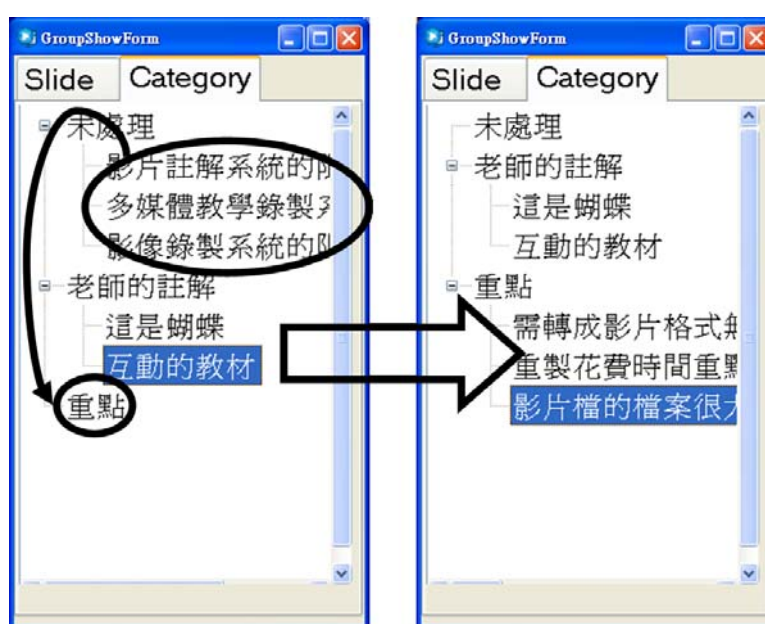 GroupShowForm
Slide Category
未處理
影片註解系統的
多媒體教學錄製
影像錄製系統的
老師的註解
這是蝴蝶
互動的教材
重點
GroupShowForm
Slide Category
未處理
老師的註解
這是蝴蝶
互動的教材
重點
需轉成影片格式無
重製花費時間重點
影片檔的檔案很大